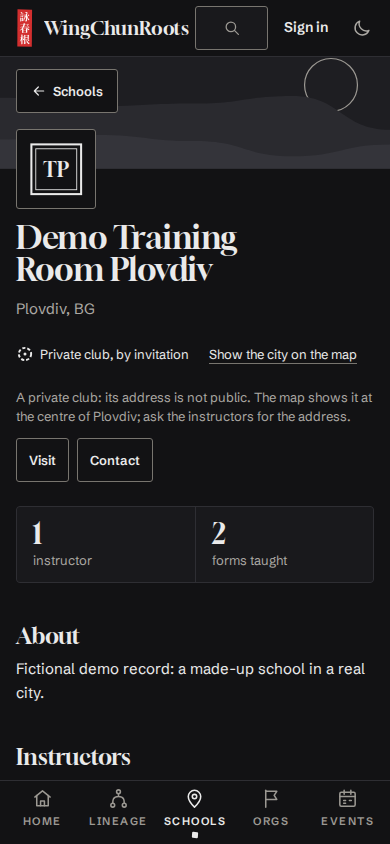 詠春根
WingChunRoots
Sign in
Schools
TP
Demo Training
Room Plovdiv
Plovdiv, BG
Private club, by invitation
Show the city on the map
A private club: its address is not public. The map shows it at
the centre of Plovdiv; ask the instructors for the address.
Visit
Contact
1
instructor
2
forms taught
About
Fictional demo record: a made-up school in a real
city.
Instructors
HOME
LINEAGE
SCHOOLS
ORGS
EVENTS